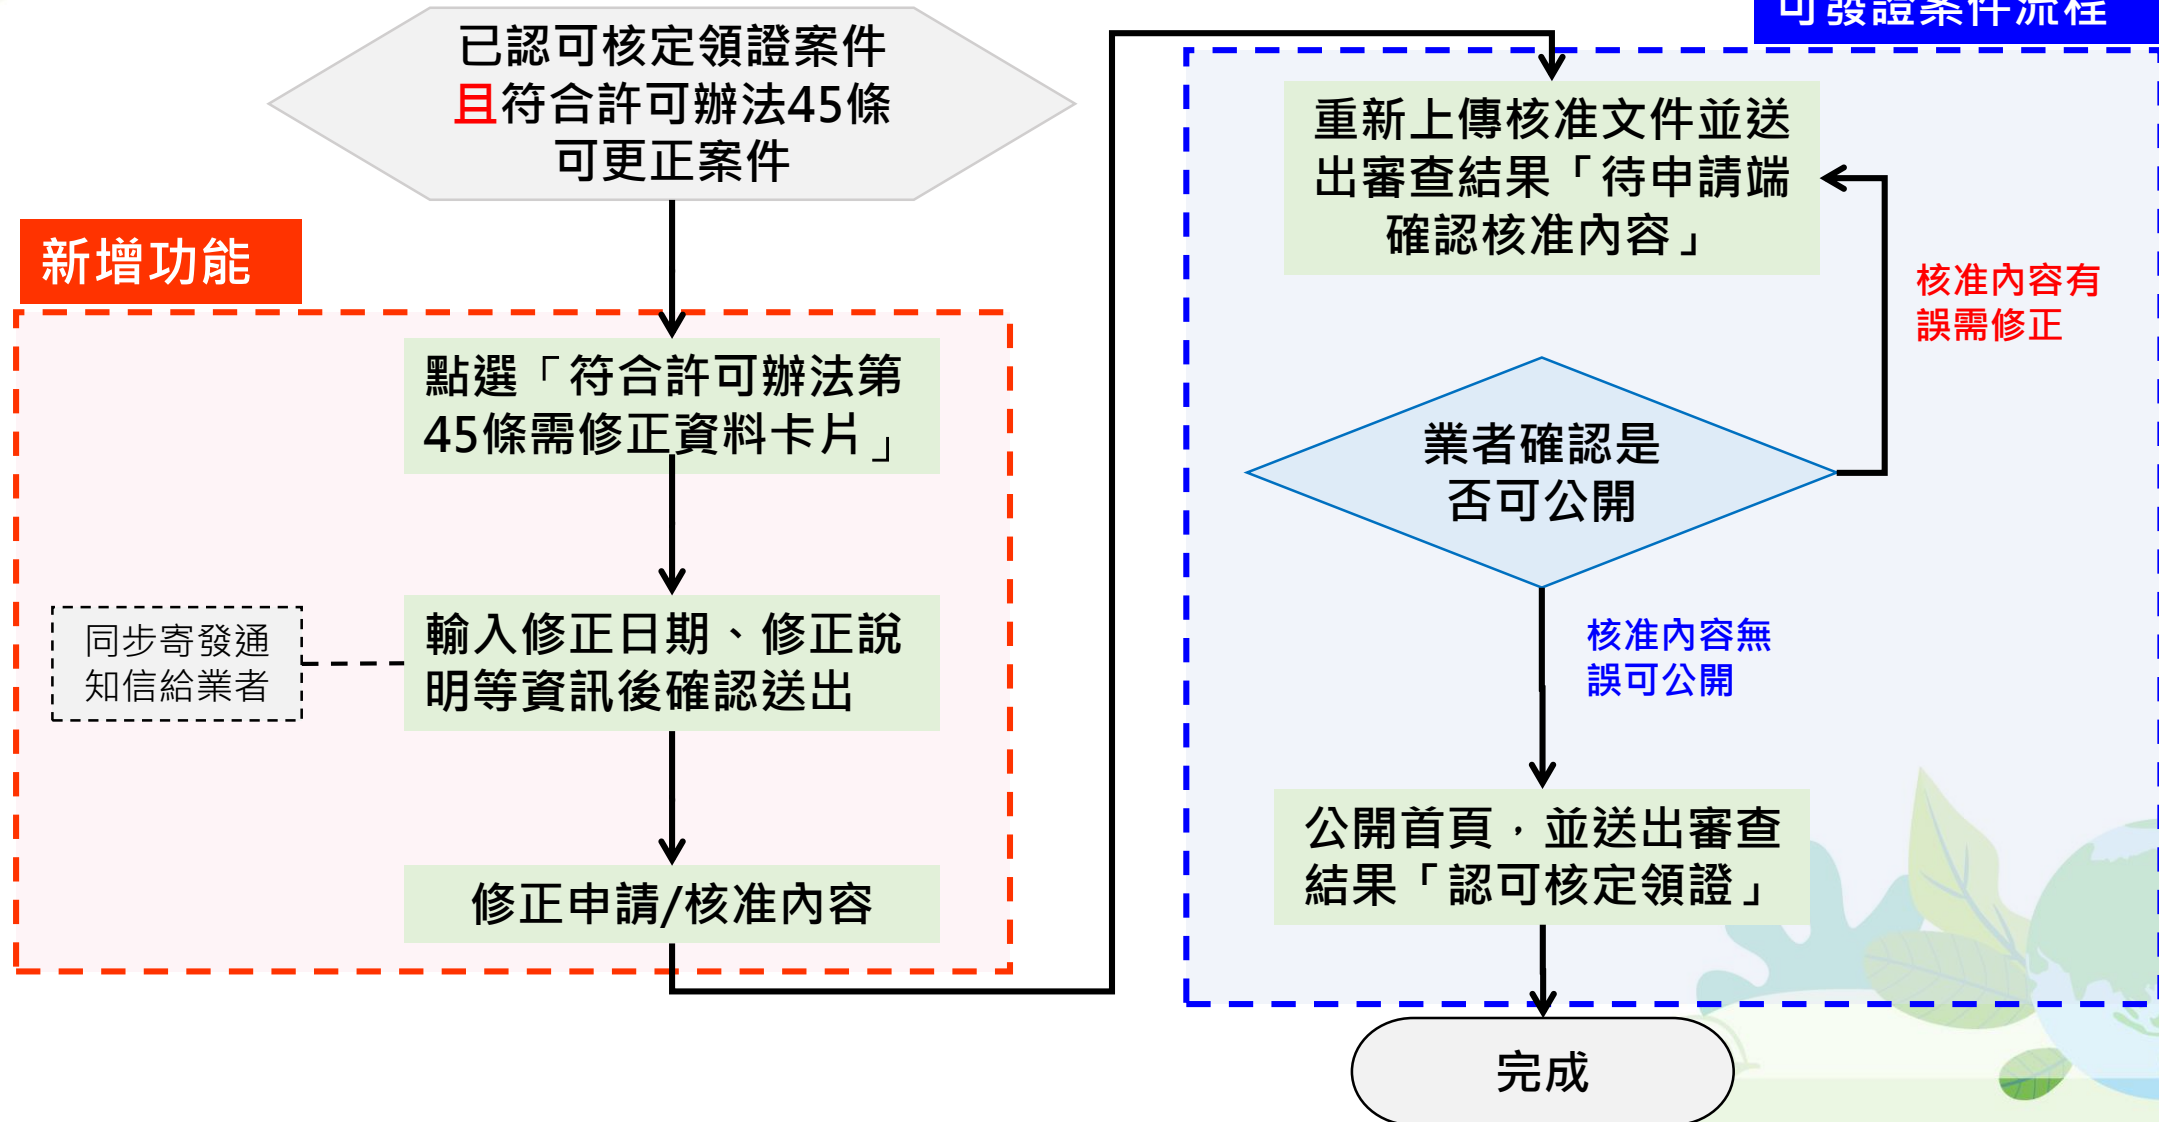 已認可核定領證案件
且符合許可辦法45條
可更正案件
新增功能
點選「符合許可辦法第
45條需修正資料卡片」
同步寄發通
知信給業者
輸入修正日期、修正說
明等資訊後確認送出
修正申請/核准內容
可發證案件流程
重新上傳核准文件並送
出審查結果「待申請端
確認核准內容」
核准內容有
誤需修正
業者確認是
否可公開
核准內容無
誤可公開
公開首頁，並送出審查
結果「認可核定領證」
完成